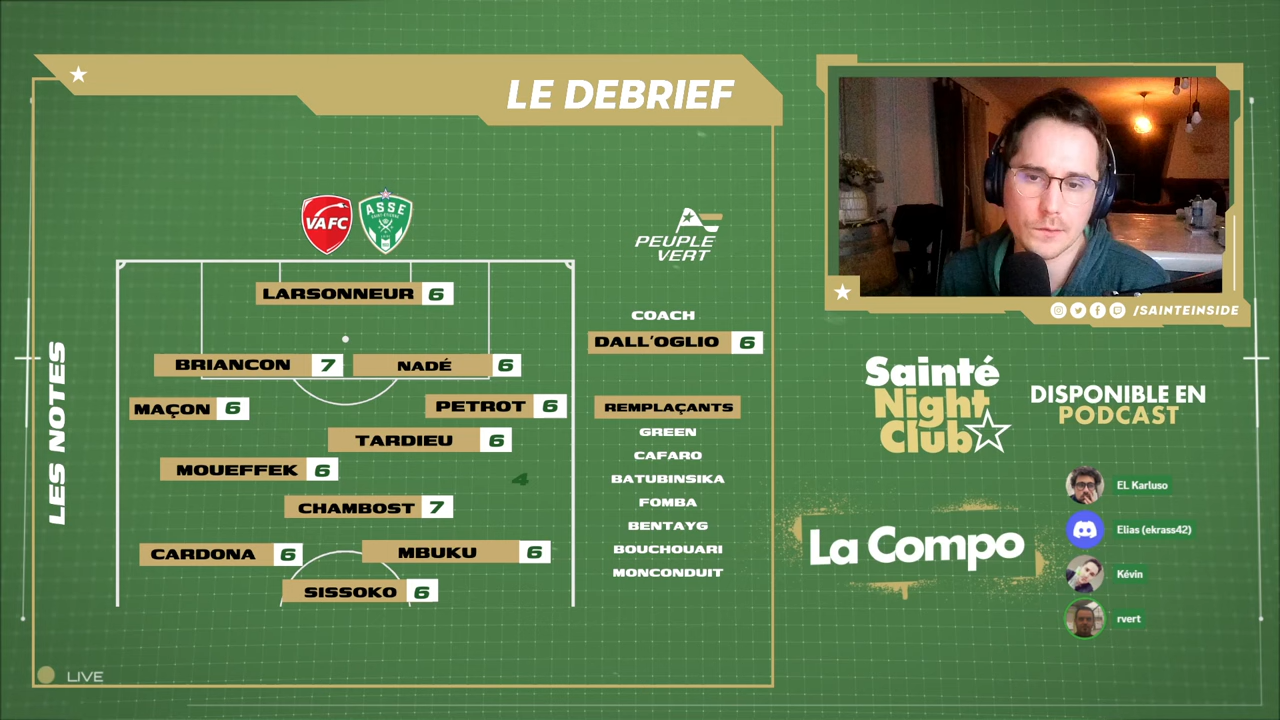 LE DEBRIEF
VAFC
ASSE
SAINT-ETIENNE
PEUPLE
VERT
LES NOTES
LARSONNEUR 6
BRIANCON 7
NADÉ 6
MAÇON 6
PETROT 6
TARDIEU 6
MOUEFFEK 6
4
CHAMBOST 7
CARDONA 6
MBUKU 6
SISSOKO 6
COACH
DALL'OGLIO 6
REMPLAÇANTS
GREEN
CAFARO
BATUBINSIKA
FOMBA
BENTAYG
BOUCHOUARI
MONCONDUIT
LIVE
/SAINTEINSIDE
Sainté
Night
Club
DISPONIBLE EN
PODCAST
La Compo
EL Karluso
Elias (ekrass42)
Kévin
rvert